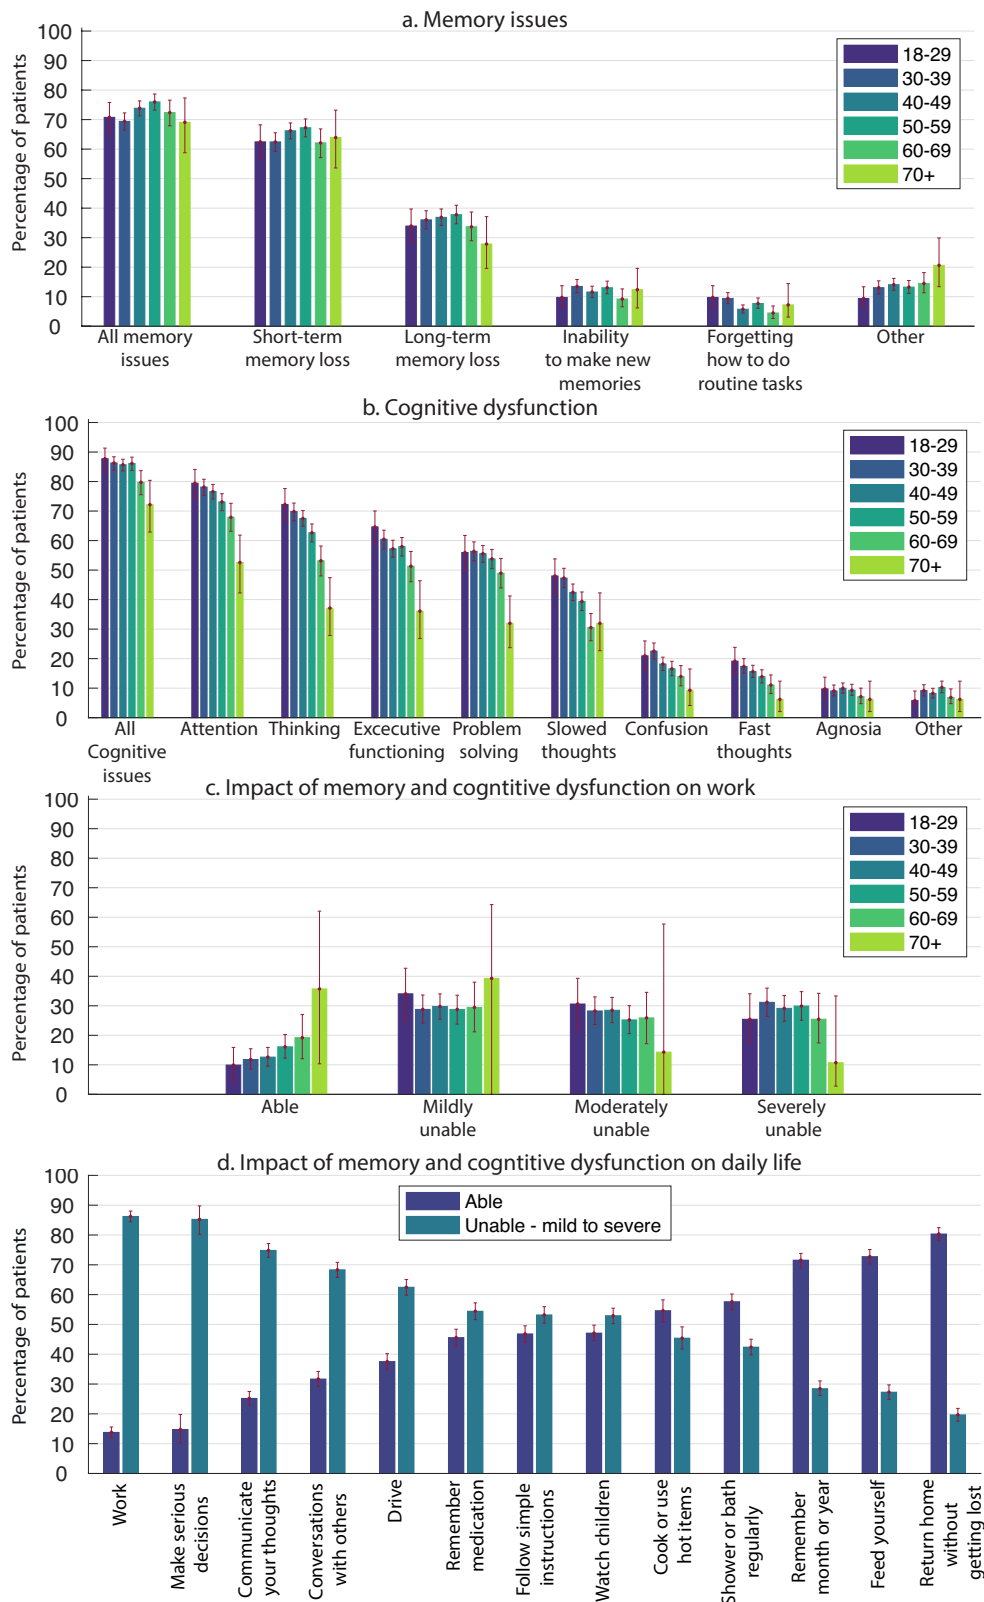 a. Memory issues
Percentage of patients
100
90
80
70
60
50
40
30
20
10
0
18-29
30-39
40-49
50-59
60-69
70+
All memory
issues
Short-term
memory loss
Long-term
memory loss
Inability
to make new
memories
Forgetting
how to do
routine tasks
Other
b. Cognitive dysfunction
Percentage of patients
100
90
80
70
60
50
40
30
20
10
0
18-29
30-39
40-49
50-59
60-69
70+
All
Cognitive
issues
Attention
Thinking
Excecutive
functioning
Problem
solving
Slowed
thoughts
Confusion
Fast
thoughts
Agnosia
Other
c. Impact of memory and cogntitive dysfunction on work
Percentage of patients
100
90
80
70
60
50
40
30
20
10
0
18-29
30-39
40-49
50-59
60-69
70+
Able
Mildly
unable
Moderately
unable
Severely
unable
d. Impact of memory and cogntitive dysfunction on daily life
Percentage of patients
100
90
80
70
60
50
40
30
20
10
0
Able
Unable - mild to severe
Work
Make serious
decisions
Communicate
your thoughts
Conversations
with others
Drive
Remember
medication
Follow simple
instructions
Watch children
Cook or use
hot items
Shower or bath
regularly
Remember
month or year
Feed yourself
Return home
without
getting lost